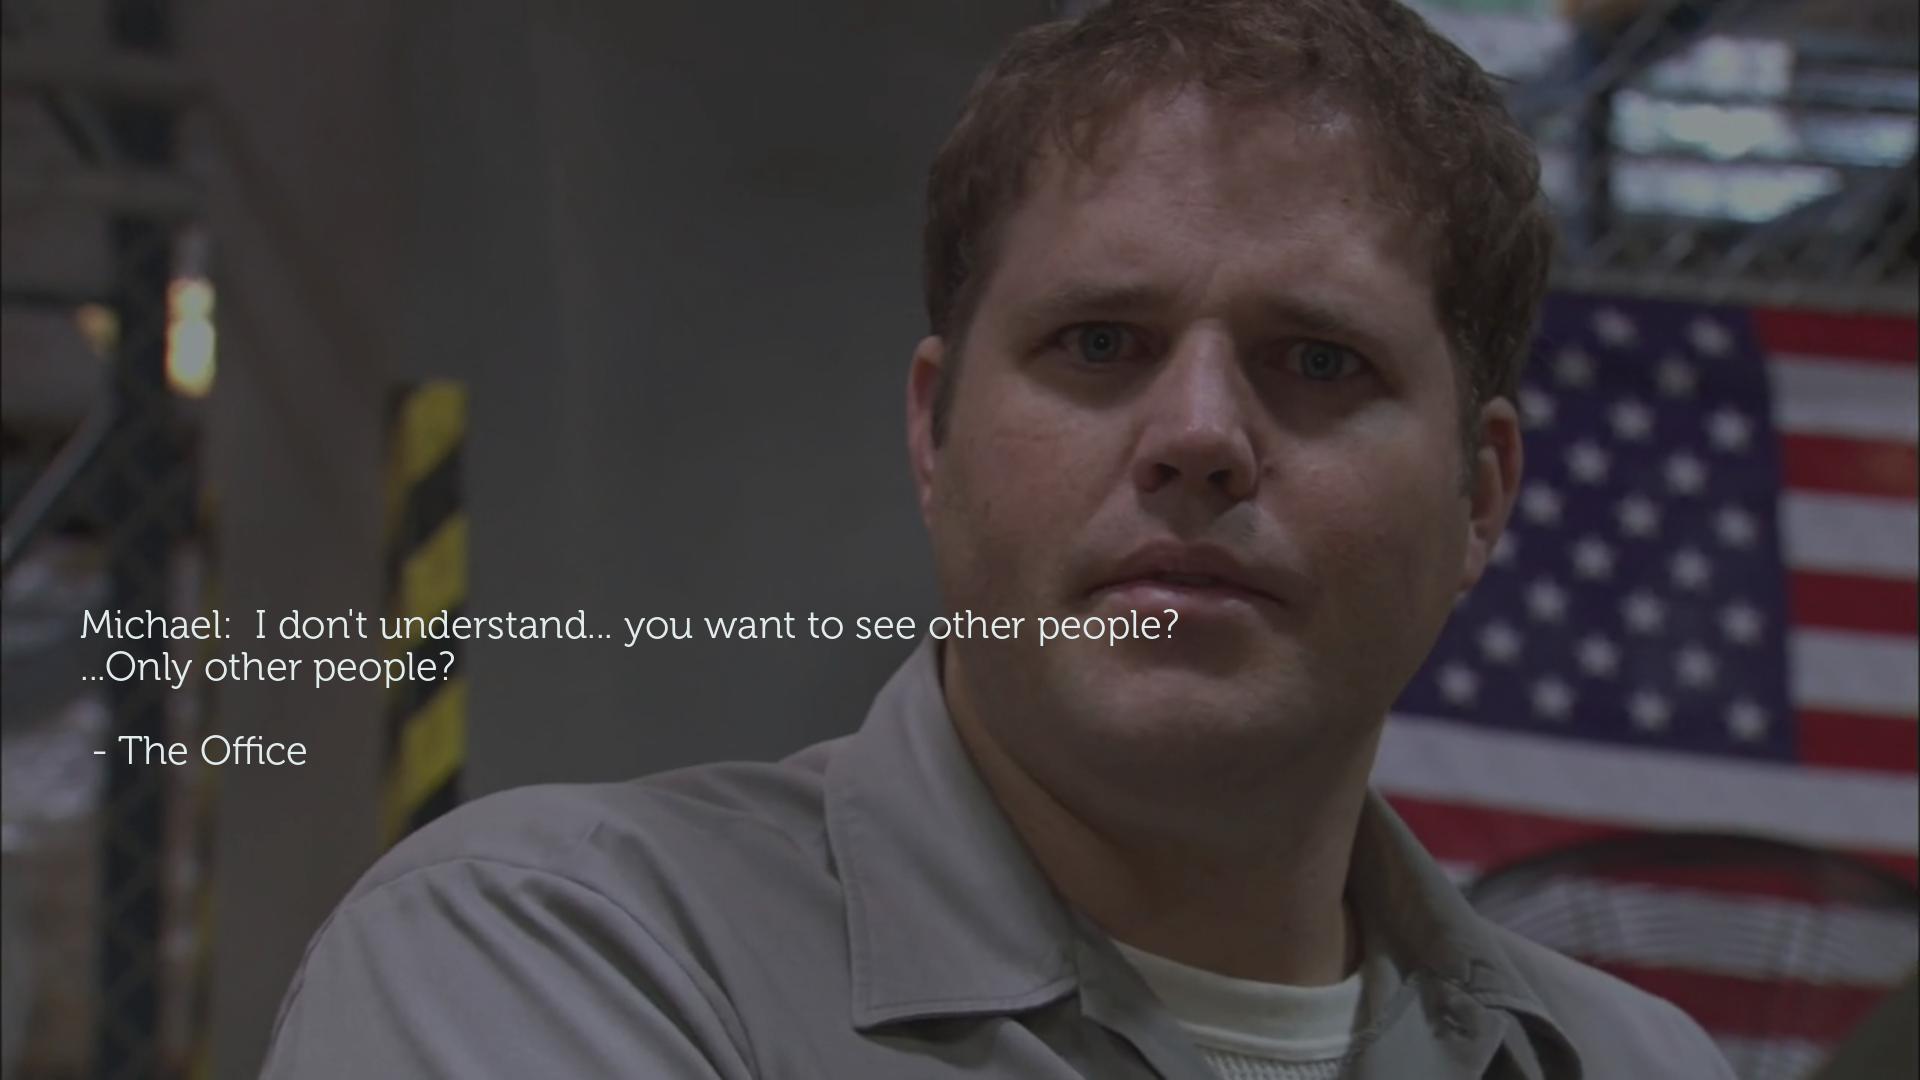 Michael:  I don't understand... you want to see other people?
...Only other people?
- The Office